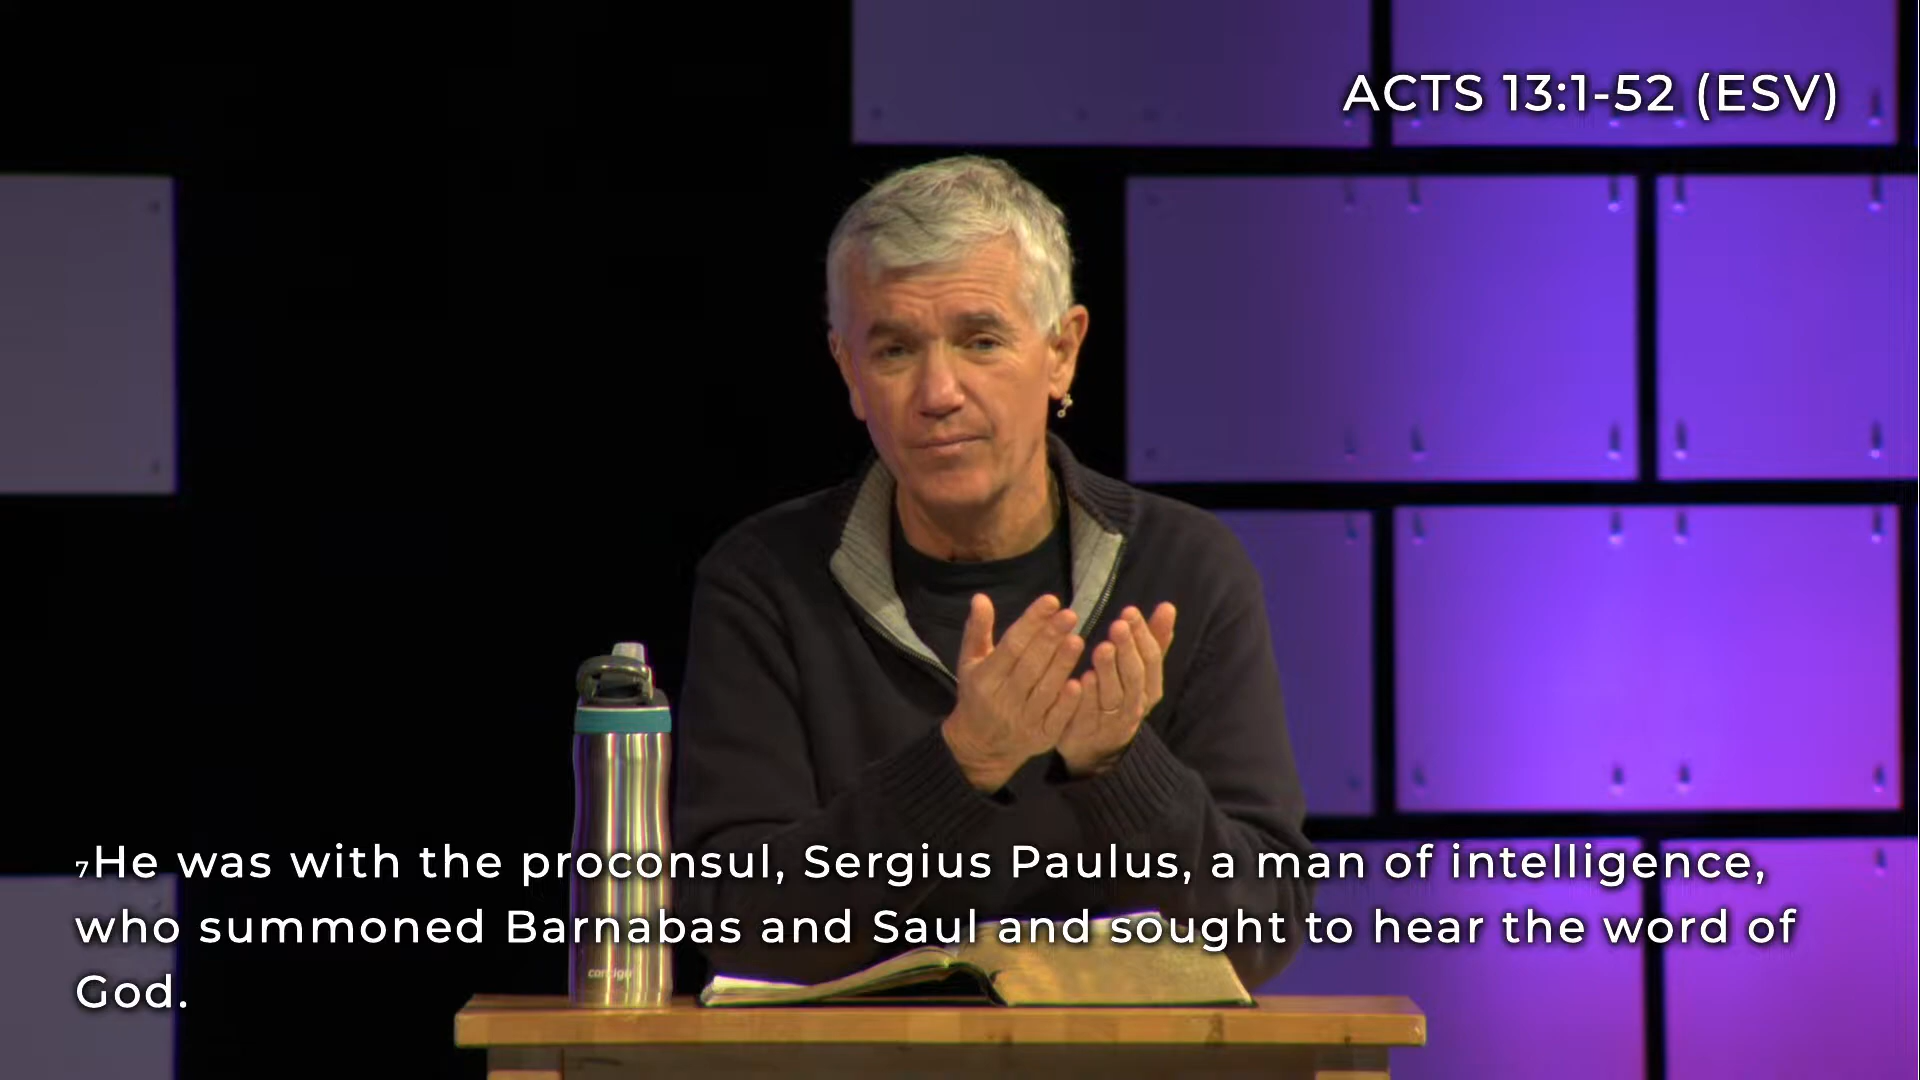 ACTS 13:1-52 (ESV)
7He was with the proconsul, Sergius Paulus, a man of intelligence,
who summoned Barnabas and Saul and sought to hear the word of
God.
contigo